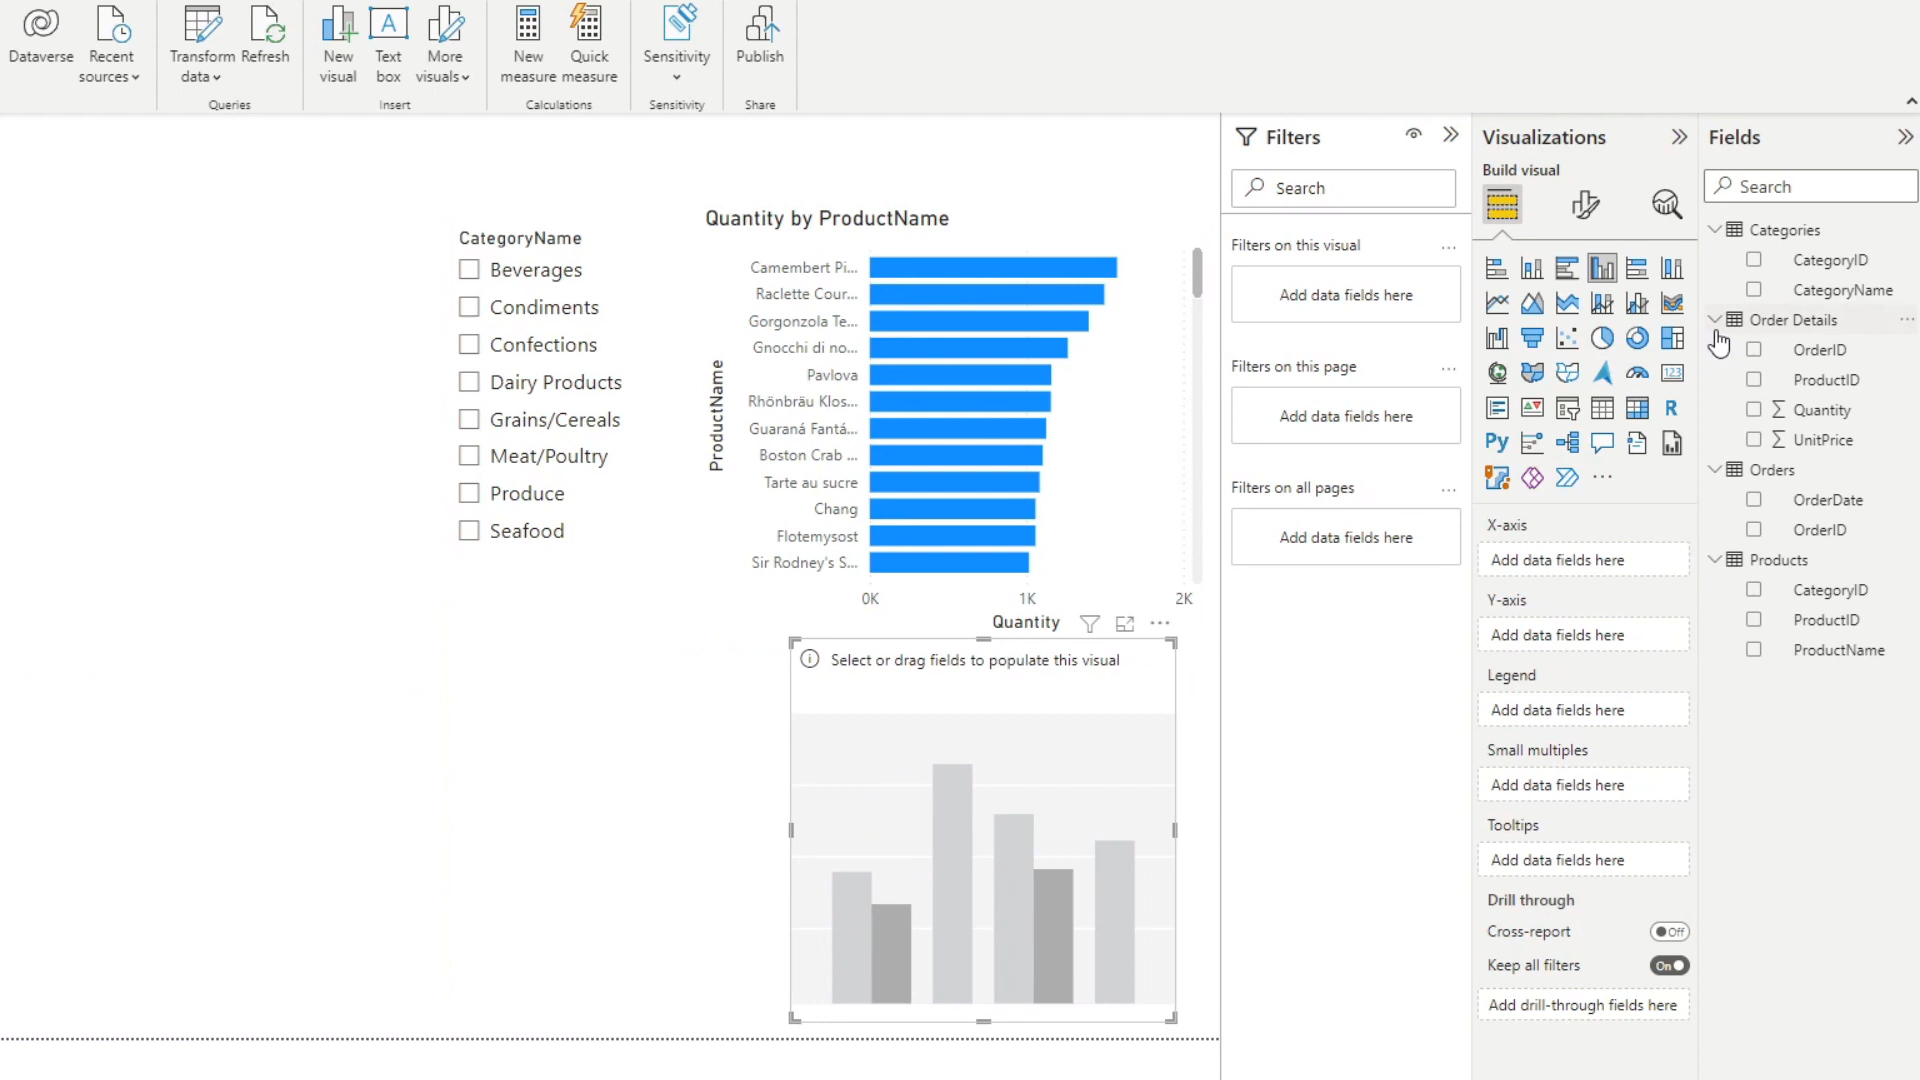 Dataverse
Recent
sources
Transform
data
Refresh
Queries
New
visual
Text
box
More
visuals
Insert
New
measure
Quick
measure
Calculations
Sensitivity
Sensitivity
Publish
Share
CategoryName
Beverages
Condiments
Confections
Dairy Products
Grains/Cereals
Meat/Poultry
Produce
Seafood
Quantity by ProductName
ProductName
Camembert Pi...
Raclette Cour...
Gorgonzola Te...
Gnocchi di no...
Pavlova
Rhönbräu Klos...
Guaraná Fantá...
Boston Crab ...
Tarte au sucre
Chang
Flotemysost
Sir Rodney's S...
0K 1K 2K
Quantity
Select or drag fields to populate this visual
Filters
Search
Filters on this visual
Add data fields here
Filters on this page
Add data fields here
Filters on all pages
Add data fields here
Visualizations
Build visual
123
R
Py
X-axis
Add data fields here
Y-axis
Add data fields here
Legend
Add data fields here
Small multiples
Add data fields here
Tooltips
Add data fields here
Drill through
Cross-report Off
Keep all filters On
Add drill-through fields here
Fields
Search
Categories
CategoryID
CategoryName
Order Details
OrderID
ProductID
∑ Quantity
∑ UnitPrice
Orders
OrderDate
OrderID
Products
CategoryID
ProductID
ProductName